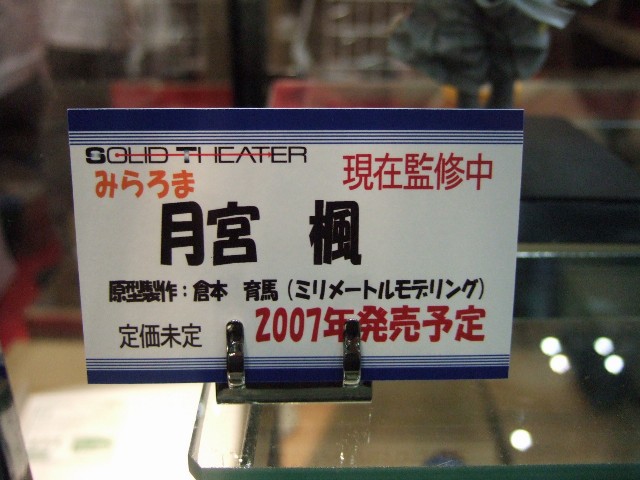 SOLID THEATER
現在監修中
みらろま
月宮 楓
原型製作:倉本 育馬(ミリメートルモデリング)
定価未定
2007年発売予定